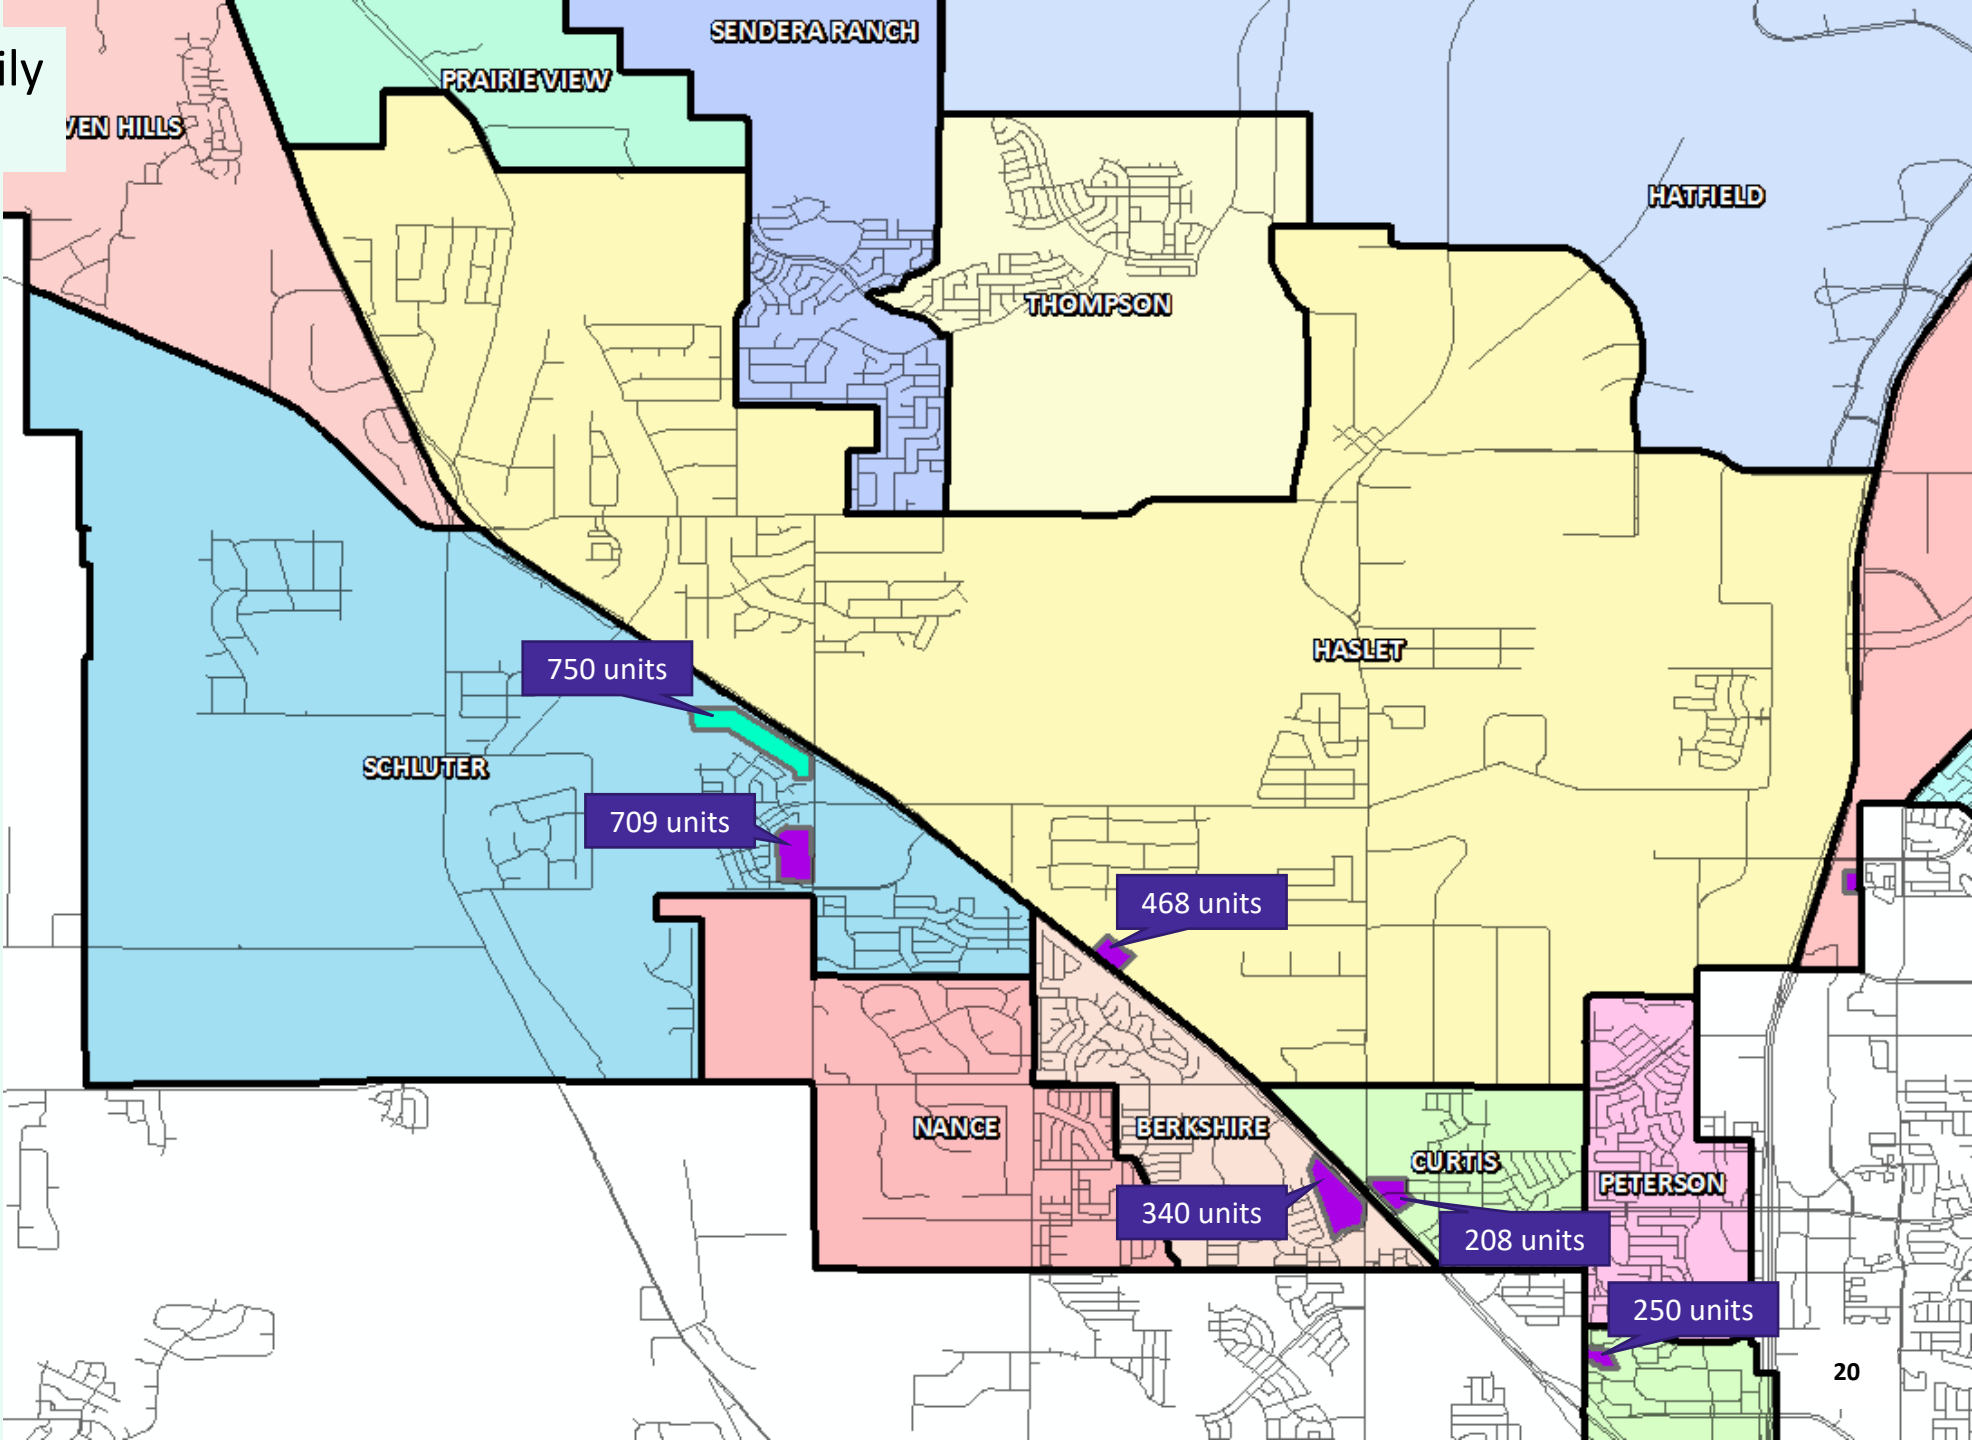 SENDERA RANCH
ily
PRAIRIE VIEW
VEN HILLS
HATFIELD
THOMPSON
HASLET
750 units
SCHLUTER
709 units
468 units
NANCE
BERKSHIRE
CURTIS
PETERSON
340 units
208 units
250 units
20